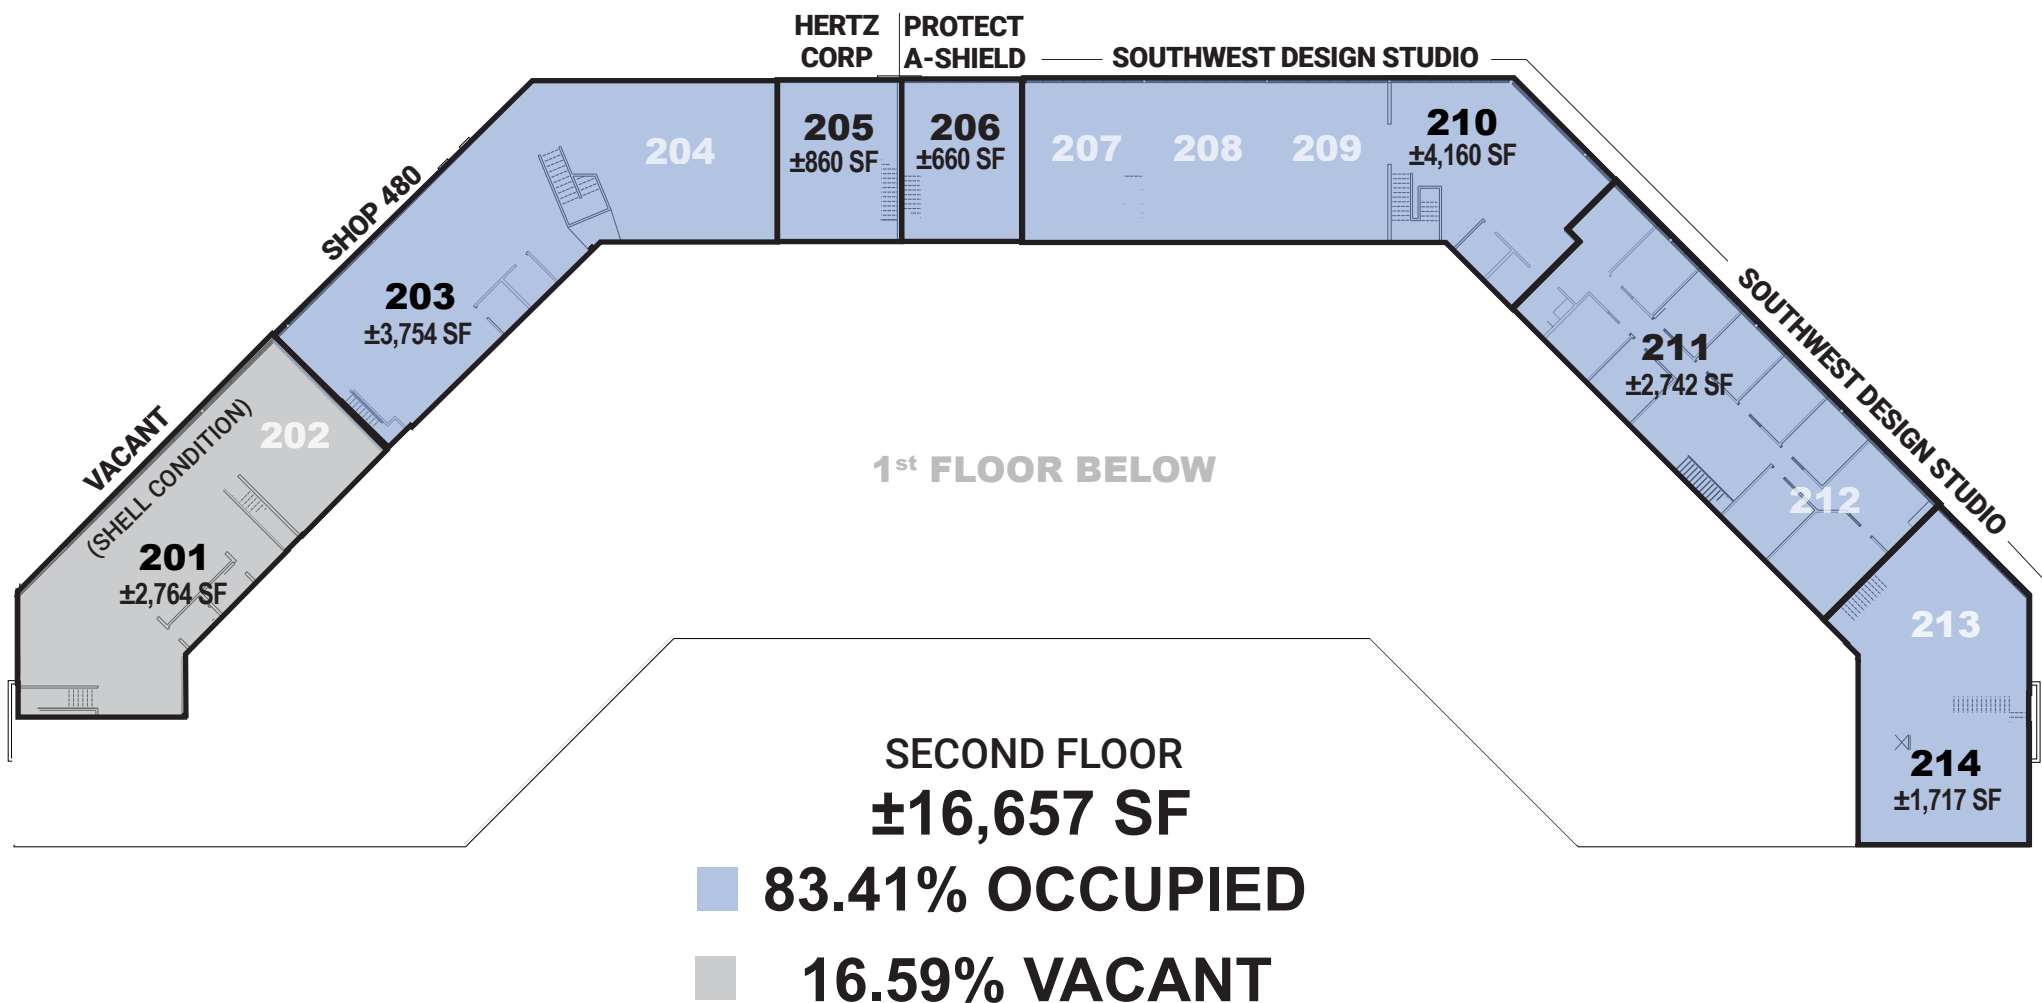 HERTZ
CORP
PROTECT
A-SHIELD
SOUTHWEST DESIGN STUDIO
204
205
±860 SF
206
±660 SF
207
208
209
210
±4,160 SF
SHOP 480
203
±3,754 SF
SOUTHWEST DESIGN STUDIO
211
±2,742 SF
212
VACANT
(SHELL CONDITION)
202
201
±2,764 SF
1st FLOOR BELOW
213
214
±1,717 SF
SECOND FLOOR
±16,657 SF
83.41% OCCUPIED
16.59% VACANT